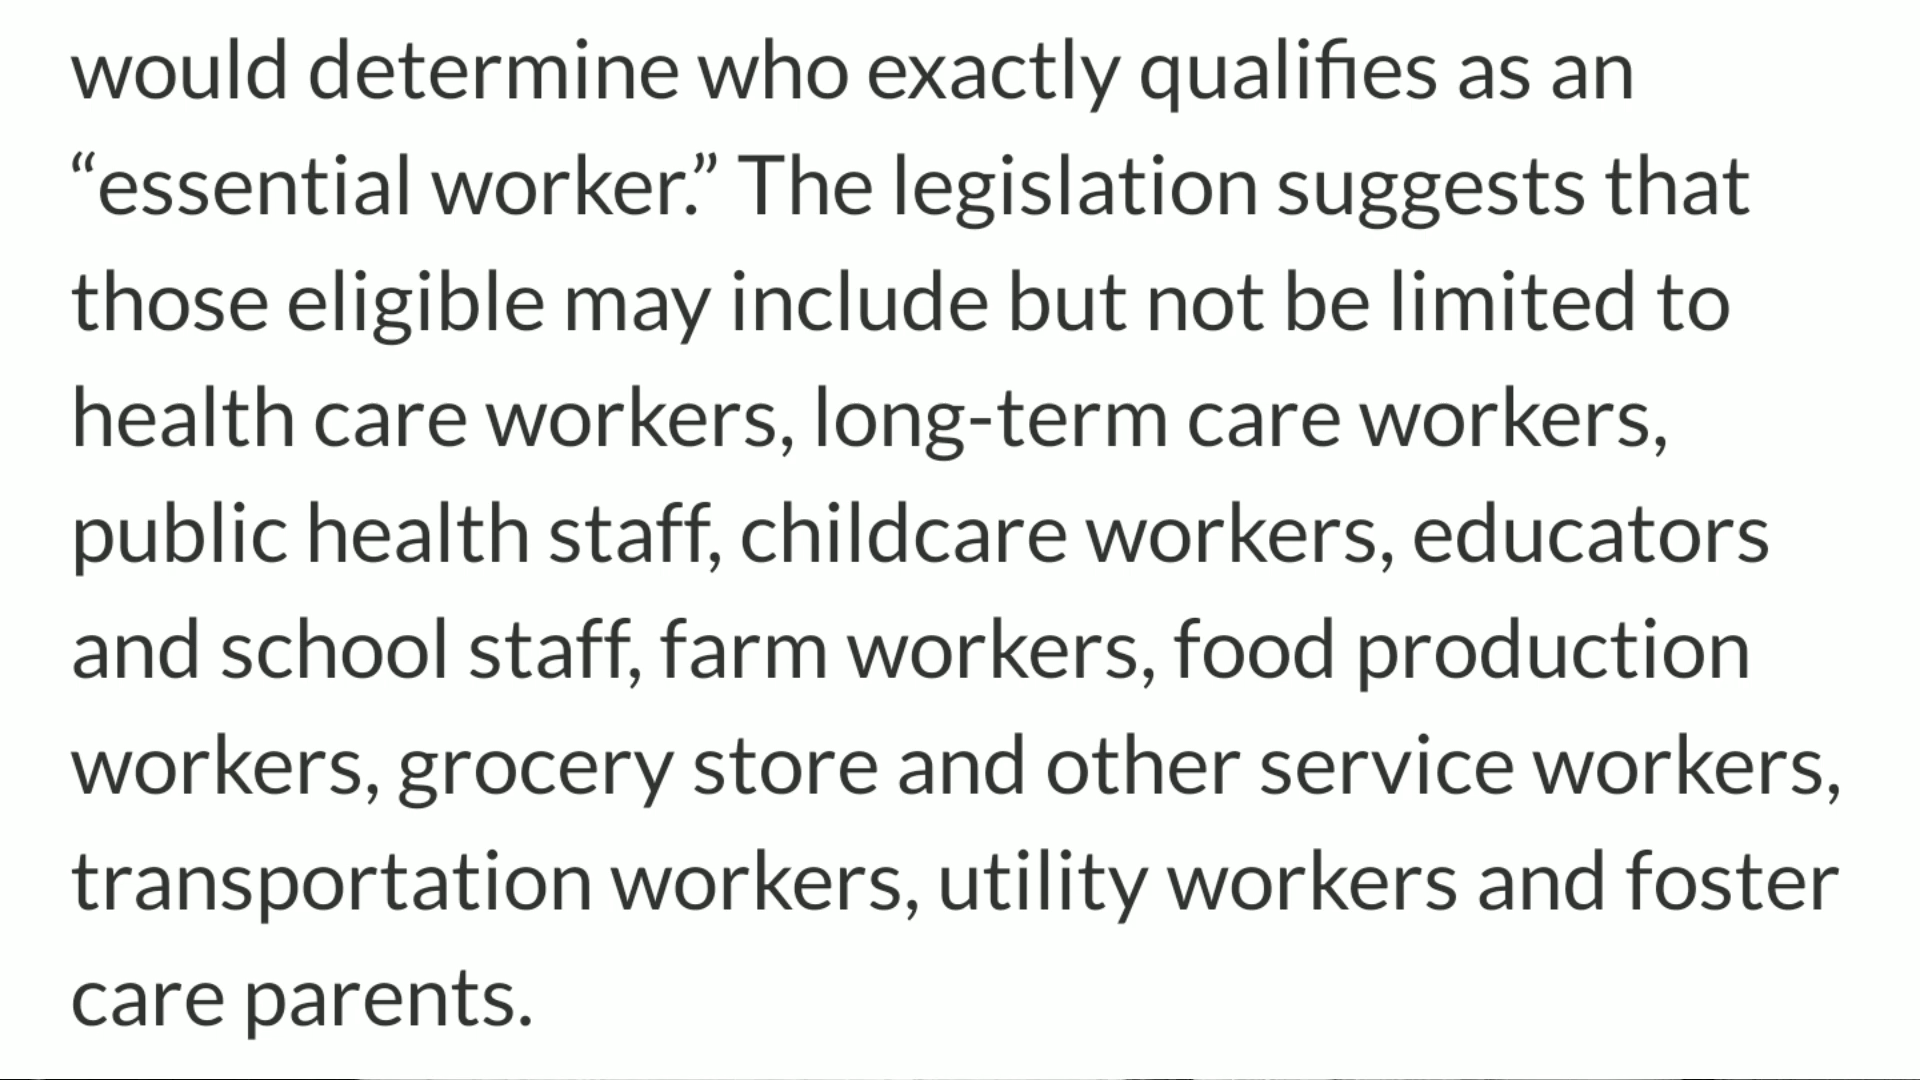 would determine who exactly qualifies as an
“essential worker.” The legislation suggests that
those eligible may include but not be limited to
health care workers, long-term care workers,
public health staff, childcare workers, educators
and school staff, farm workers, food production
workers, grocery store and other service workers,
transportation workers, utility workers and foster
care parents.